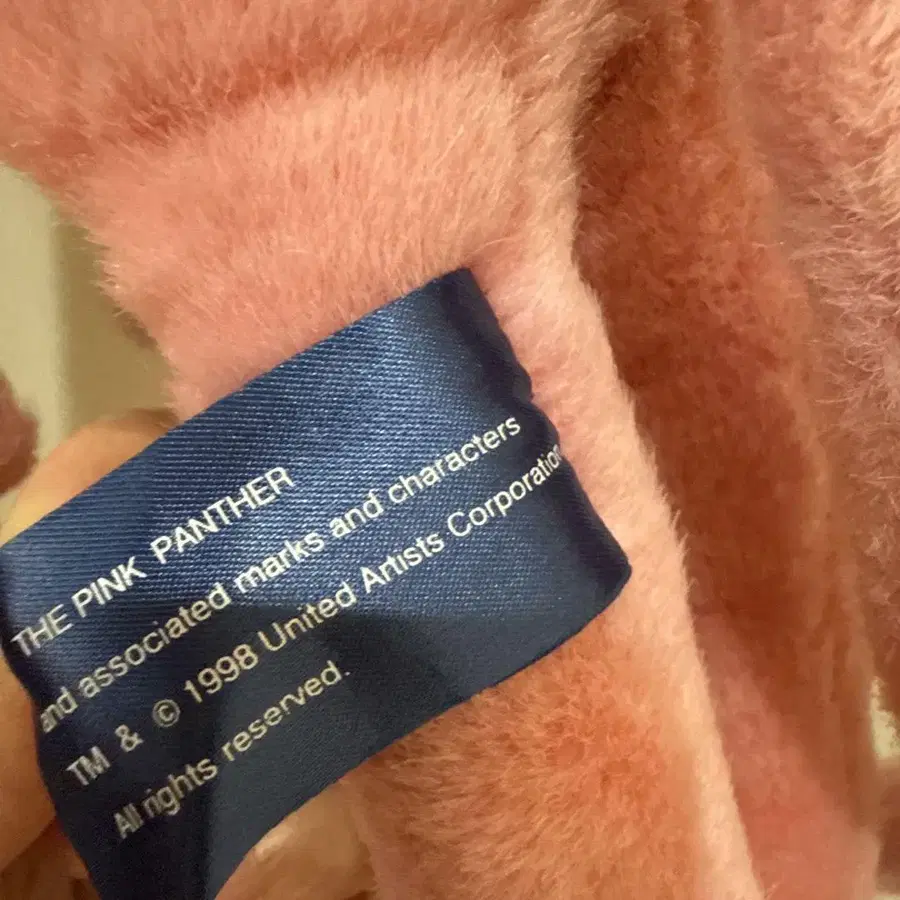 THE PINK PANTHER
and associated marks and characters
TM & © 1998 United Artists Corporation
All rights reserved.